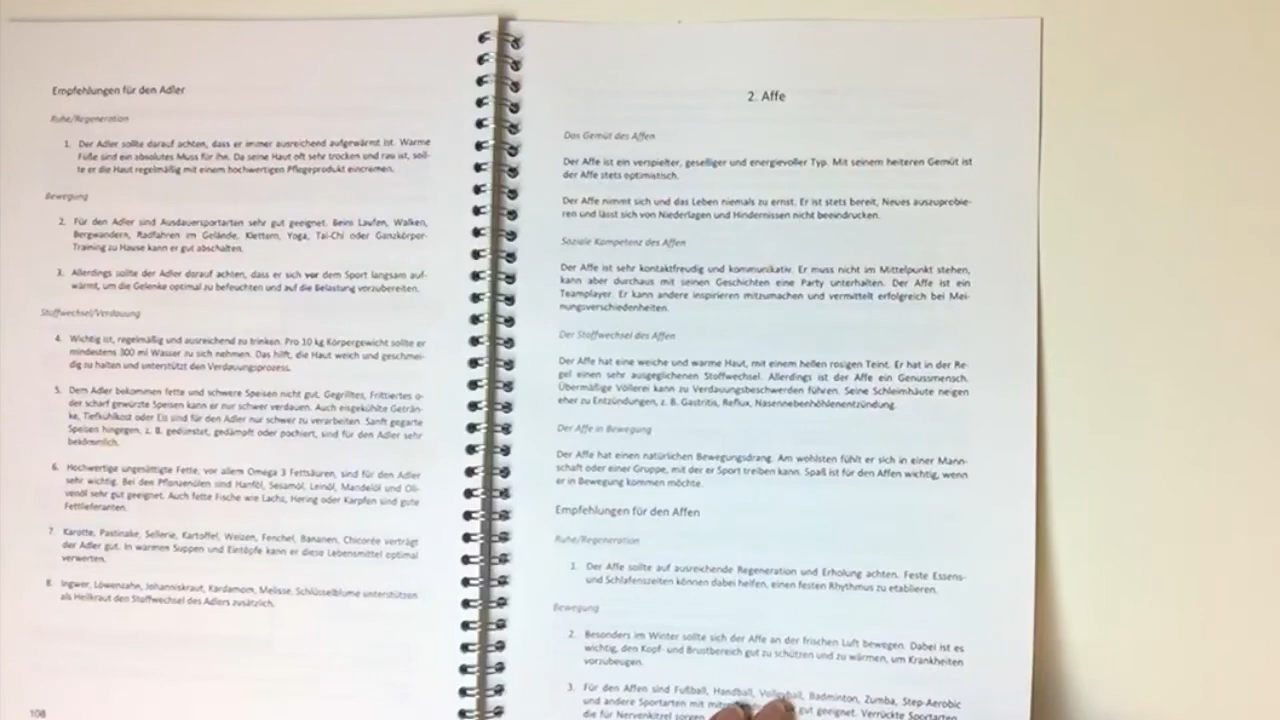 Empfehlungen für den Adler
Ruhe/Regeneration
1. Der Adler sollte darauf achten, dass er immer ausreichend aufgewärmt ist. Warme
Füße sind ein absolutes Muss für ihn. Da seine Haut oft sehr trocken und rau ist, soll-
te er die Haut regelmäßig mit einem hochwertigen Pflegeprodukt eincremen.
Bewegung
2. Für den Adler sind Ausdauersportarten sehr gut geeignet. Beim Laufen, Walken,
Bergwandern, Radfahren im Gelände, Klettern, Yoga, Tai-Chi oder Ganzkörper-
Training zu Hause kann er gut abschalten.
3. Allerdings sollte der Adler darauf achten, dass er sich vor dem Sport langsam auf-
wärmt, um die Gelenke optimal zu befeuchten und auf die Belastung vorzubereiten.
Stoffwechsel/Verdauung
4. Wichtig ist, regelmäßig und ausreichend zu trinken. Pro 10 kg Körpergewicht sollte er
mindestens 300 ml Wasser zu sich nehmen. Das hilft, die Haut weich und geschmei-
dig zu halten und unterstützt den Verdauungsprozess.
5. Dem Adler bekommen fette und schwere Speisen nicht gut. Gegrilltes, Frittiertes o-
der scharf gewürzte Speisen kann er nur schwer verdauen. Auch eisgekühlte Geträn-
ke, Tiefkühlkost oder Eis sind für den Adler nur schwer zu verarbeiten. Sanft gegarte
Speisen hingegen, z. B. gedünstet, gedämpft oder pochiert, sind für den Adler sehr
bekömmlich.
6. Hochwertige ungesättigte Fette, vor allem Omega 3 Fettsäuren, sind für den Adler
sehr wichtig. Bei den Pflanzenölen sind Hanföl, Sesamöl, Leinöl, Mandelöl und Oli-
venöl sehr gut geeignet. Auch fette Fische wie Lachs, Hering oder Karpfen sind gute
Fettlieferanten.
7. Karotte, Pastinake, Sellerie, Kartoffel, Weizen, Fenchel, Bananen, Chicorée verträgt
der Adler gut. In warmen Suppen und Eintöpfe kann er diese Lebensmittel optimal
verwerten.
8. Ingwer, Löwenzahn, Johanniskraut, Kardamom, Melisse, Schlüsselblume unterstützen
als Heilkraut den Stoffwechsel des Adlers zusätzlich.
108
2. Affe
Das Gemüt des Affen
Der Affe ist ein verspielter, geselliger und energievoller Typ. Mit seinem heiteren Gemüt ist
der Affe stets optimistisch.
Der Affe nimmt sich und das Leben niemals zu ernst. Er ist stets bereit, Neues auszuprobie-
ren und lässt sich von Niederlagen und Hindernissen nicht beeindrucken.
Soziale Kompetenz des Affen
Der Affe ist sehr kontaktfreudig und kommunikativ. Er muss nicht im Mittelpunkt stehen,
kann aber durchaus mit seinen Geschichten eine Party unterhalten. Der Affe ist ein
Teamplayer. Er kann andere inspirieren mitzumachen und vermittelt erfolgreich bei Mei-
nungsverschiedenheiten.
Der Stoffwechsel des Affen
Der Affe hat eine weiche und warme Haut, mit einem hellen rosigen Teint. Er hat in der Re-
gel einen sehr ausgeglichenen Stoffwechsel. Allerdings ist der Affe ein Genussmensch.
Übermäßige Völlerei kann zu Verdauungsbeschwerden führen. Seine Schleimhäute neigen
eher zu Entzündungen, z. B. Gastritis, Reflux, Nasennebenhöhlenentzündung.
Der Affe in Bewegung
Der Affe hat einen natürlichen Bewegungsdrang. Am wohlsten fühlt er sich in einer Mann-
schaft oder einer Gruppe, mit der er Sport treiben kann. Spaß ist für den Affen wichtig, wenn
er in Bewegung kommen möchte.
Empfehlungen für den Affen
Ruhe/Regeneration
1. Der Affe sollte auf ausreichende Regeneration und Erholung achten. Feste Essens-
und Schlafenszeiten können dabei helfen, einen festen Rhythmus zu etablieren.
Bewegung
2. Besonders im Winter sollte sich der Affe an der frischen Luft bewegen. Dabei ist es
wichtig, den Kopf- und Brustbereich gut zu schützen und zu wärmen, um Krankheiten
vorzubeugen.
3. Für den Affen sind Fußball, Handball, Volleyball, Badminton, Zumba, Step-Aerobic
und andere Sportarten mit gut geeignet. Verrückte Sportarten,
die für Nervenkitzel sorgen